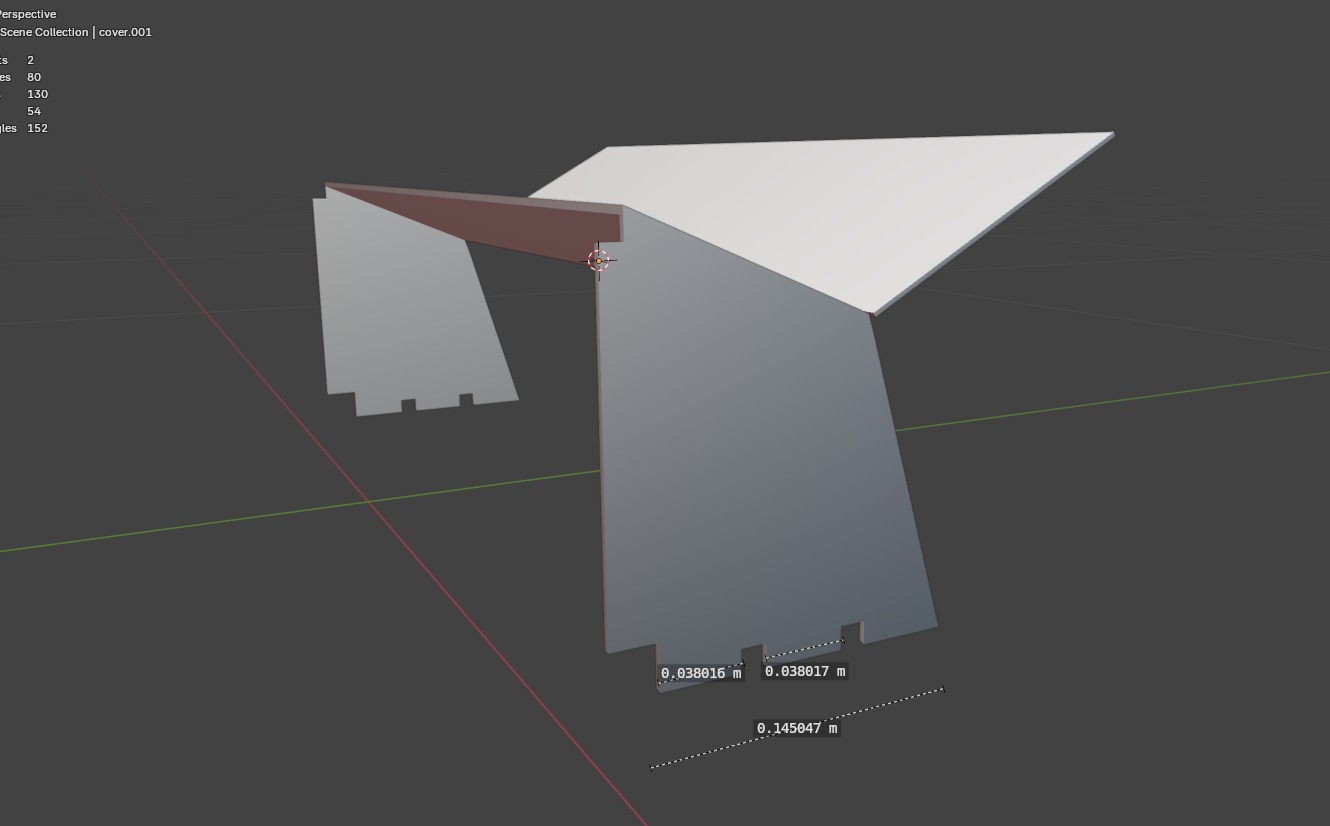 Perspective
Scene Collection | cover.001
ts 2
es 80
130
54
gles 152
0.038016 m
0.038017 m
0.145047 m